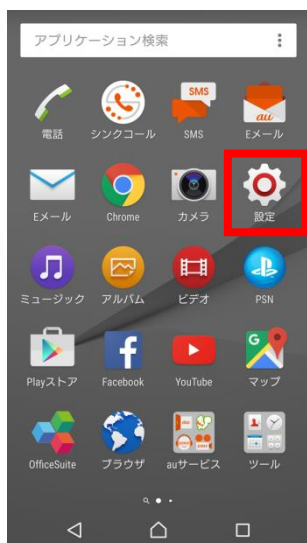 アプリケーション検索
SMS
au
電話
シンクコール
SMS
Eメール
Eメール
Chrome
カメラ
設定
ミュージック
アルバム
ビデオ
PSN
G
Playストア
Facebook
YouTube
マップ
OfficeSuite
ブラウザ
auサービス
ツール